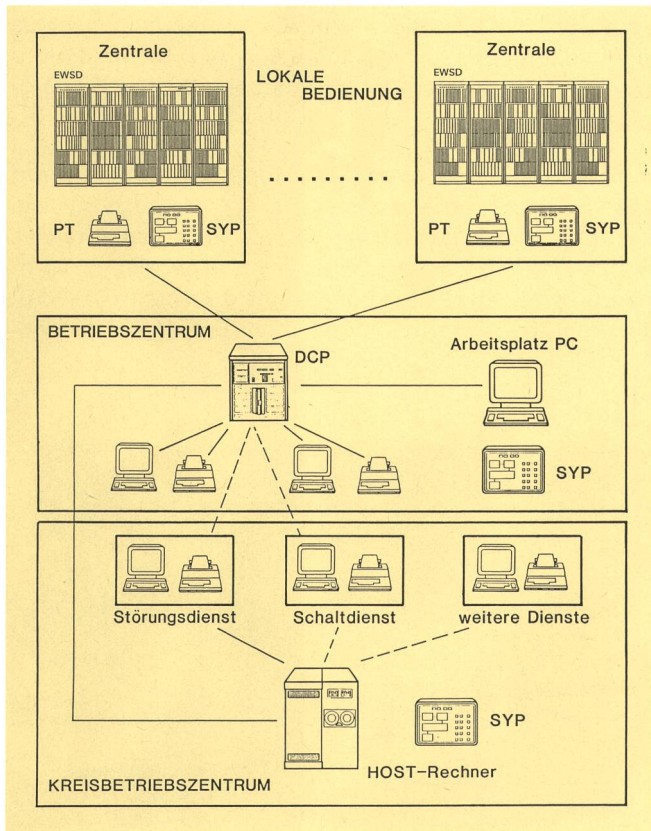 Zentrale
EWSD
LOKALE
BEDIENUNG
Zentrale
EWSD
PT
SYP
PT
SYP
BETRIEBSZENTRUM
DCP
Arbeitsplatz PC
SYP
Störungsdienst
Schaltdienst
weitere Dienste
SYP
HOST-Rechner
KREISBETRIEBSZENTRUM